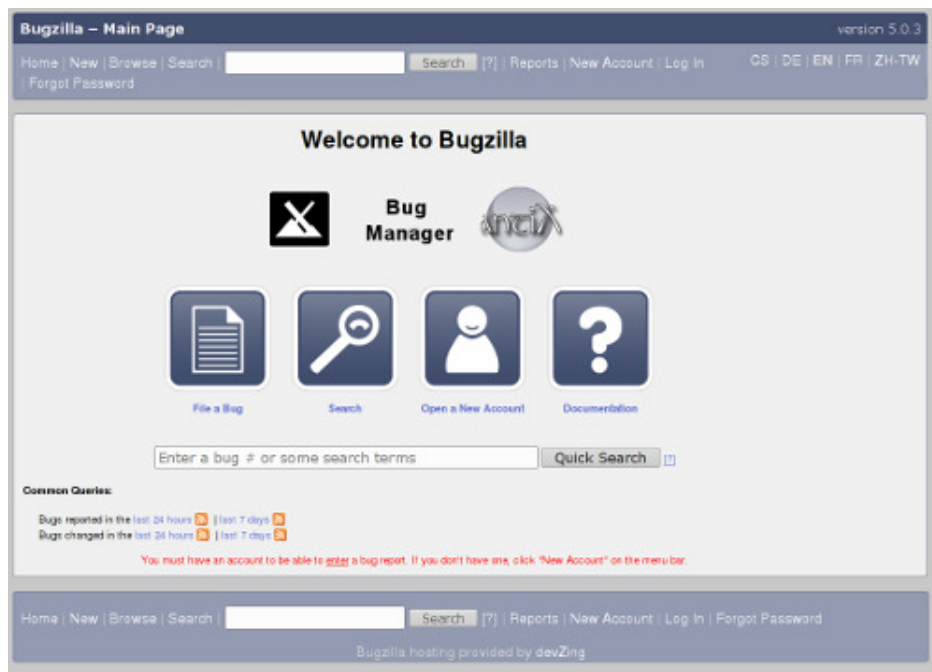 Bugzilla – Main Page version 5.0.3
Home | New | Browse | Search | Search [?] | Reports | New Account | Log In CS | DE | EN | FR | ZH-TW
| Forgot Password
Welcome to Bugzilla
Bug
Manager
antiX
File a Bug Search Open a New Account Documentation
Enter a bug # or some search terms Quick Search [?]
Common Queries:
Bugs reported in the last 24 hours | last 7 days
Bugs changed in the last 24 hours | last 7 days
You must have an account to be able to enter a bug report. If you don't have one, click "New Account" on the menu bar.
Home | New | Browse | Search | Search [?] | Reports | New Account | Log In | Forgot Password
Bugzilla hosting provided by devZing